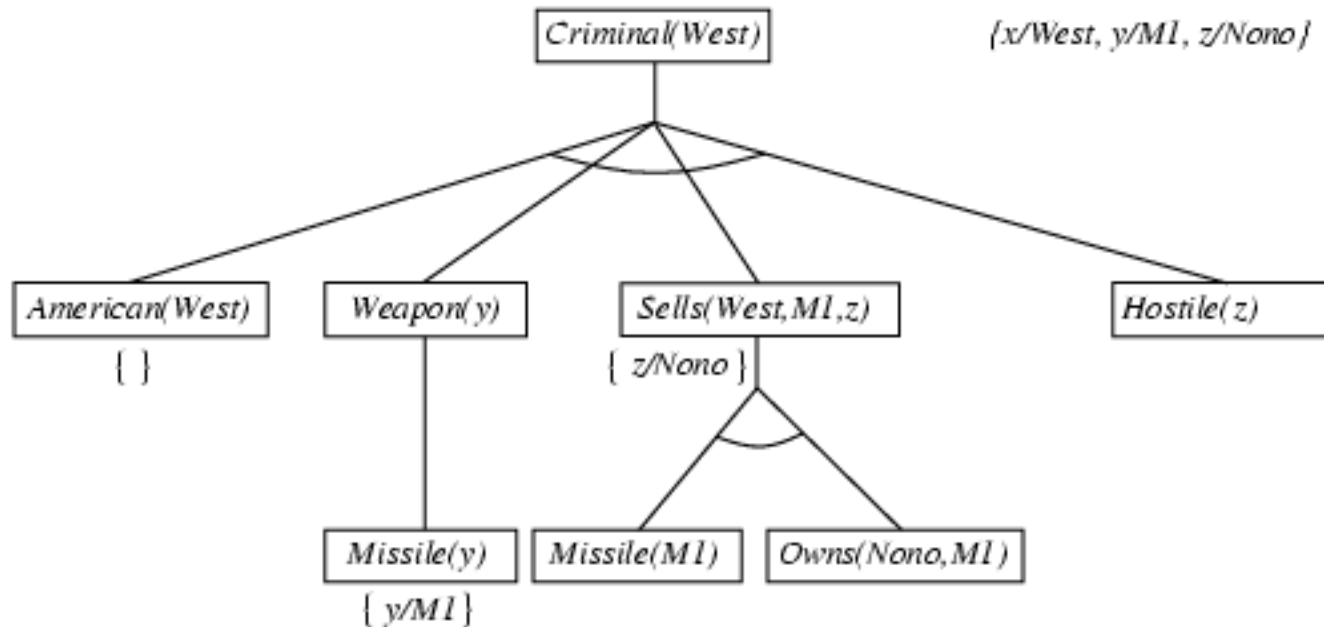 Criminal(West)
{x/West, y/M1, z/Nono}
American(West)
Weapon(y)
Sells(West,M1,z)
Hostile(z)
{ }
{ z/Nono }
Missile(y)
Missile(M1)
Owns(Nono,M1)
{ y/M1 }